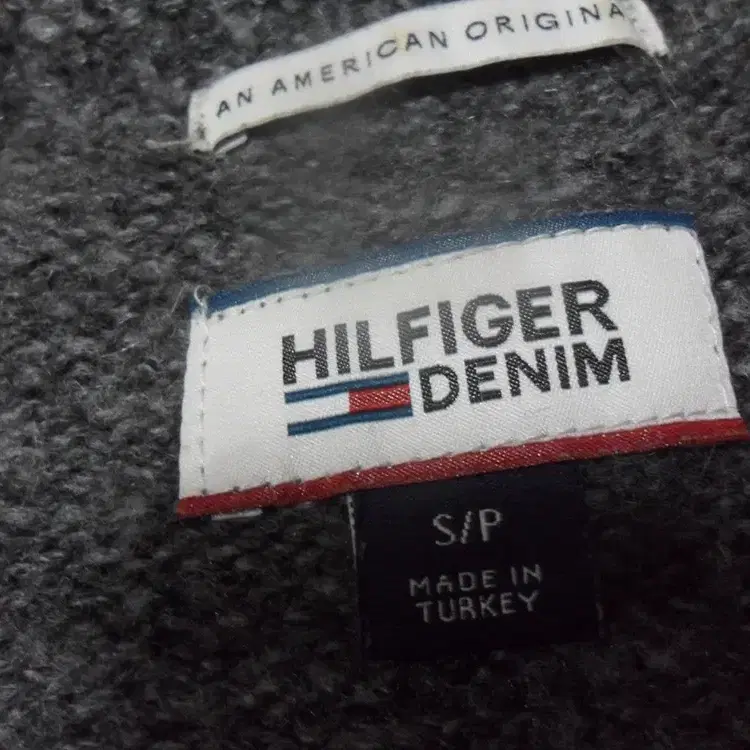 AN AMERICAN ORIGINA
HILFIGER
DENIM
S/P
MADE IN
TURKEY